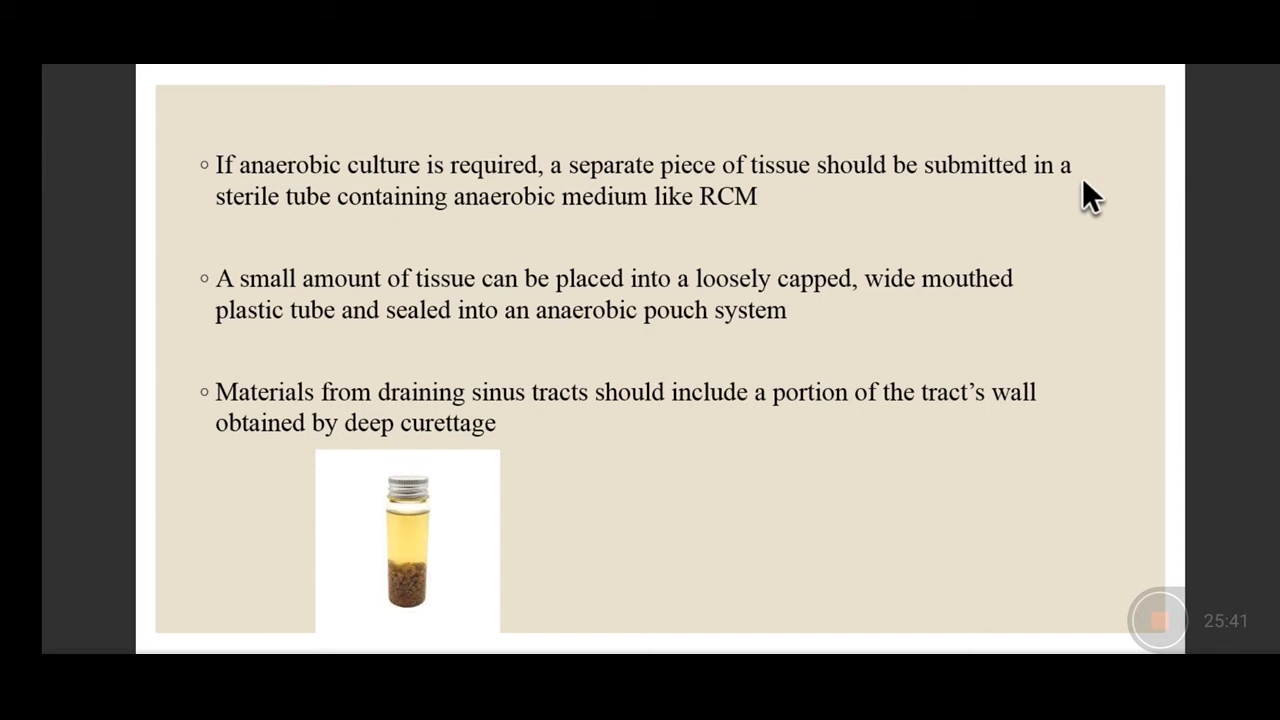 ◦ If anaerobic culture is required, a separate piece of tissue should be submitted in a
sterile tube containing anaerobic medium like RCM
◦ A small amount of tissue can be placed into a loosely capped, wide mouthed
plastic tube and sealed into an anaerobic pouch system
◦ Materials from draining sinus tracts should include a portion of the tract’s wall
obtained by deep curettage
25:41